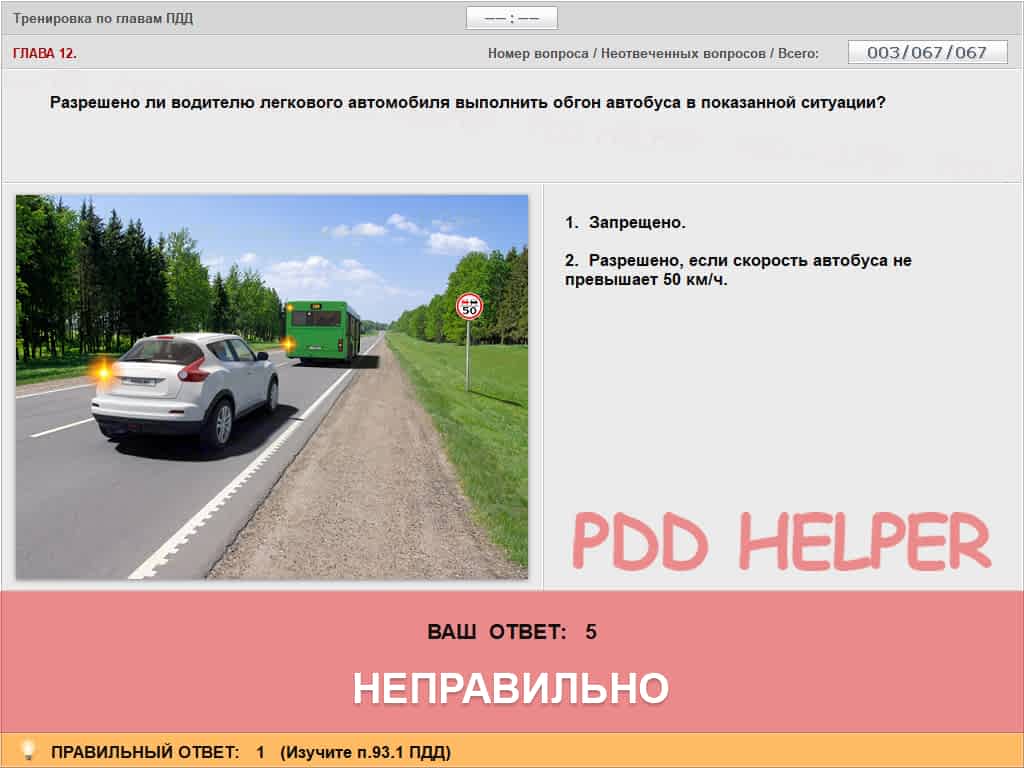 Тренировка по главам ПДД
—— : ——
ГЛАВА 12.
Номер вопроса / Неотвеченных вопросов / Всего:
003/067/067
Разрешено ли водителю легкового автомобиля выполнить обгон автобуса в показанной ситуации?
1. Запрещено.
2. Разрешено, если скорость автобуса не
превышает 50 км/ч.
50
PDD HELPER
ВАШ ОТВЕТ: 5
НЕПРАВИЛЬНО
ПРАВИЛЬНЫЙ ОТВЕТ: 1 (Изучите п.93.1 ПДД)